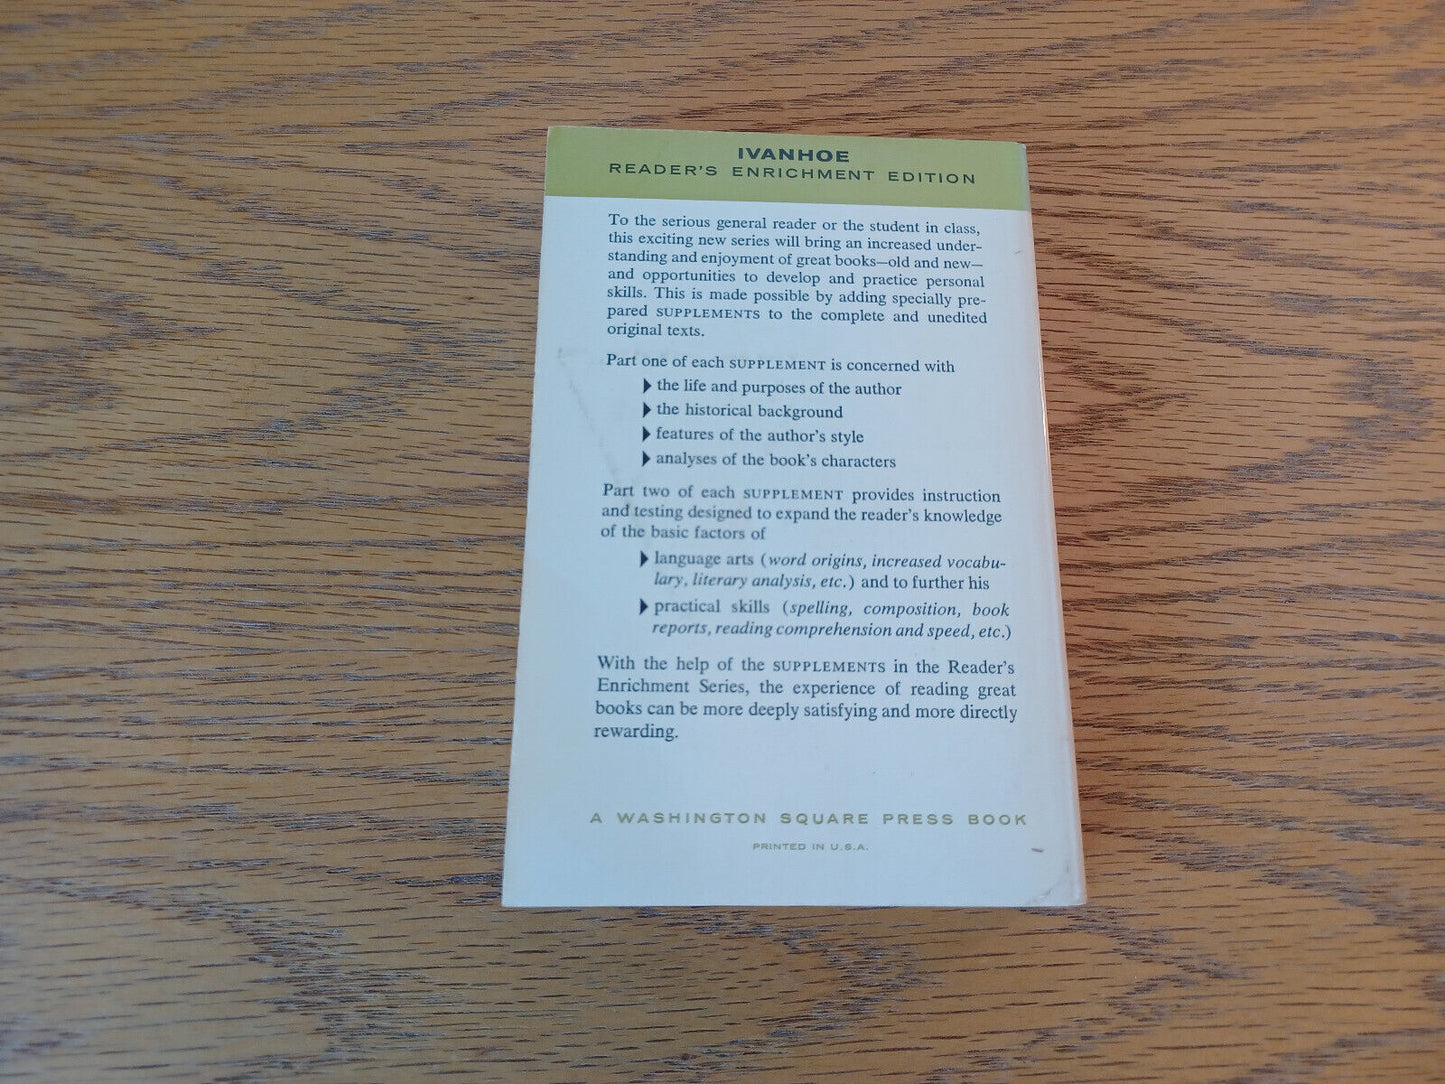 IVANHOE
READER'S ENRICHMENT EDITION
To the serious general reader or the student in class,
this exciting new series will bring an increased under-
standing and enjoyment of great books—old and new—
and opportunities to develop and practice personal
skills. This is made possible by adding specially pre-
pared SUPPLEMENTS to the complete and unedited
original texts.
Part one of each SUPPLEMENT is concerned with
the life and purposes of the author
the historical background
features of the author's style
analyses of the book's characters
Part two of each SUPPLEMENT provides instruction
and testing designed to expand the reader's knowledge
of the basic factors of
language arts (word origins, increased vocabu-
lary, literary analysis, etc.) and to further his
practical skills (spelling, composition, book
reports, reading comprehension and speed, etc.)
With the help of the SUPPLEMENTS in the Reader's
Enrichment Series, the experience of reading great
books can be more deeply satisfying and more directly
rewarding.
A WASHINGTON SQUARE PRESS BOOK
PRINTED IN U.S.A.